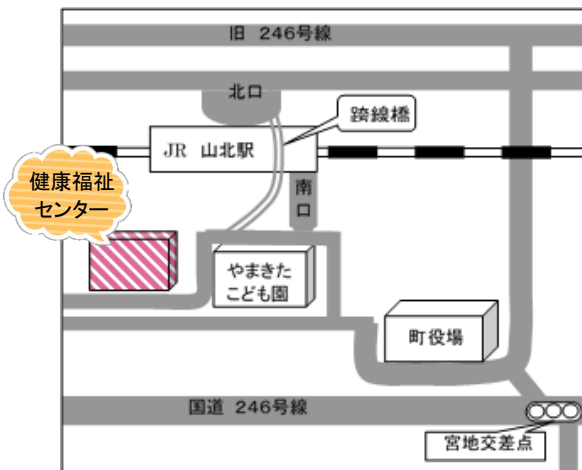 旧 246号線
北口
跨線橋
JR 山北駅
健康福祉
センター
南
口
やまきた
こども園
町役場
国道 246号線
宮地交差点